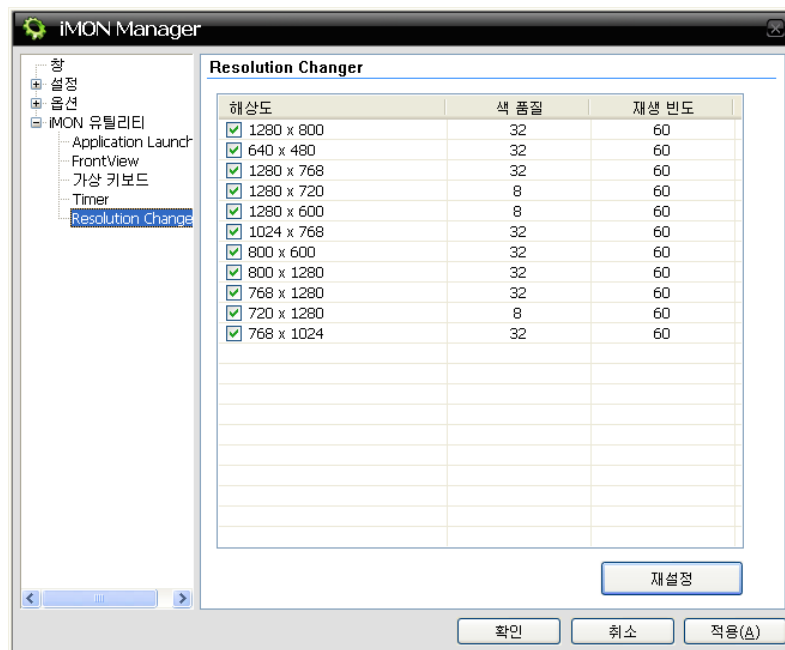 iMON Manager
창
설정
옵션
iMON 유틸리티
Application Launch
FrontView
가상 키보드
Timer
Resolution Change
Resolution Changer
해상도 색 품질 재생 빈도
1280 x 800 32 60
640 x 480 32 60
1280 x 768 32 60
1280 x 720 8 60
1280 x 600 8 60
1024 x 768 32 60
800 x 600 32 60
800 x 1280 32 60
768 x 1280 32 60
720 x 1280 8 60
768 x 1024 32 60
재설정
확인 취소 적용(A)